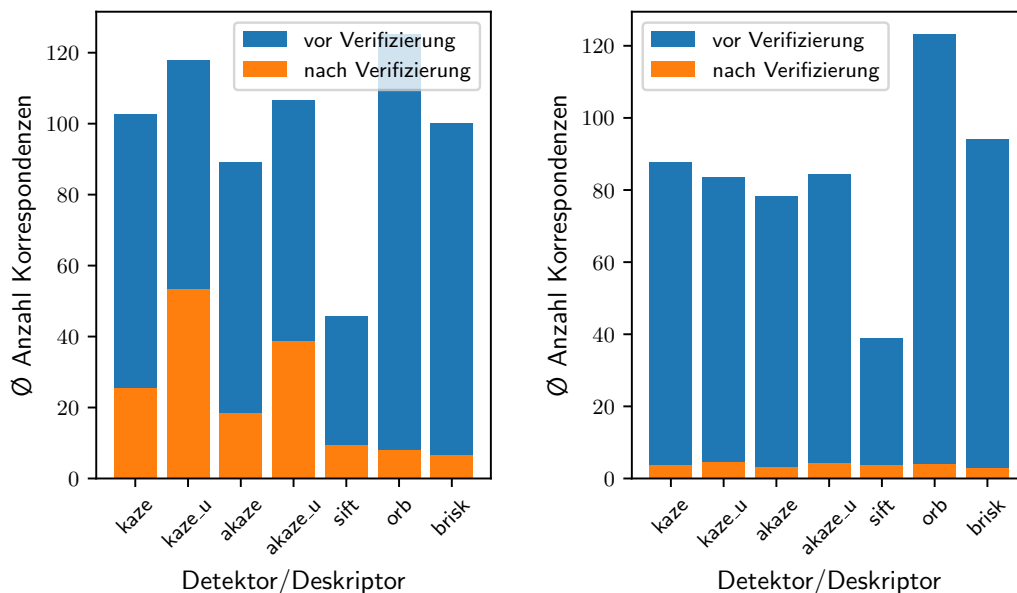 120
100
80
60
40
20
0
Ø Anzahl Korrespondenzen
vor Verifizierung
nach Verifizierung
kaze
kaze_u
akaze
akaze_u
sift
orb
brisk
Detektor/Deskriptor
120
100
80
60
40
20
0
Ø Anzahl Korrespondenzen
vor Verifizierung
nach Verifizierung
kaze
kaze_u
akaze
akaze_u
sift
orb
brisk
Detektor/Deskriptor